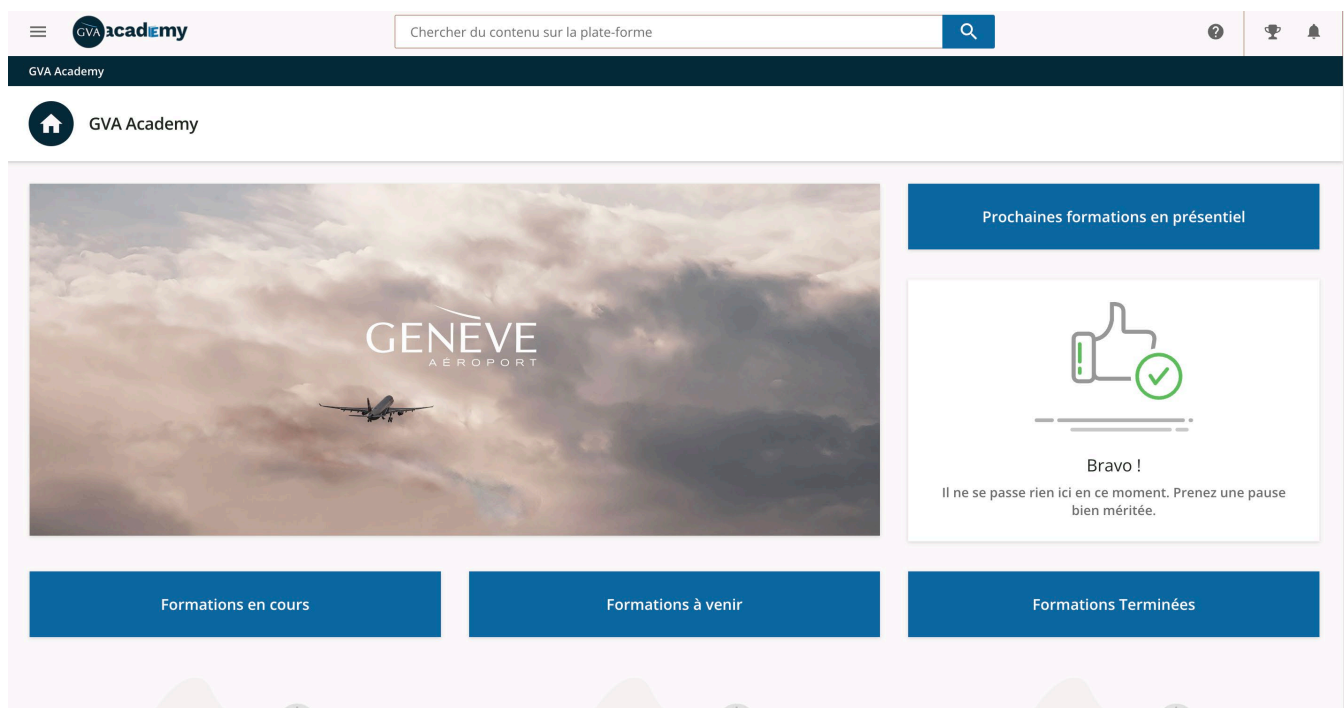 GVA academy
Chercher du contenu sur la plate-forme
GVA Academy
GVA Academy
GENÈVE
AÉROPORT
Prochaines formations en présentiel
Bravo !
Il ne se passe rien ici en ce moment. Prenez une pause
bien méritée.
Formations en cours
Formations à venir
Formations Terminées